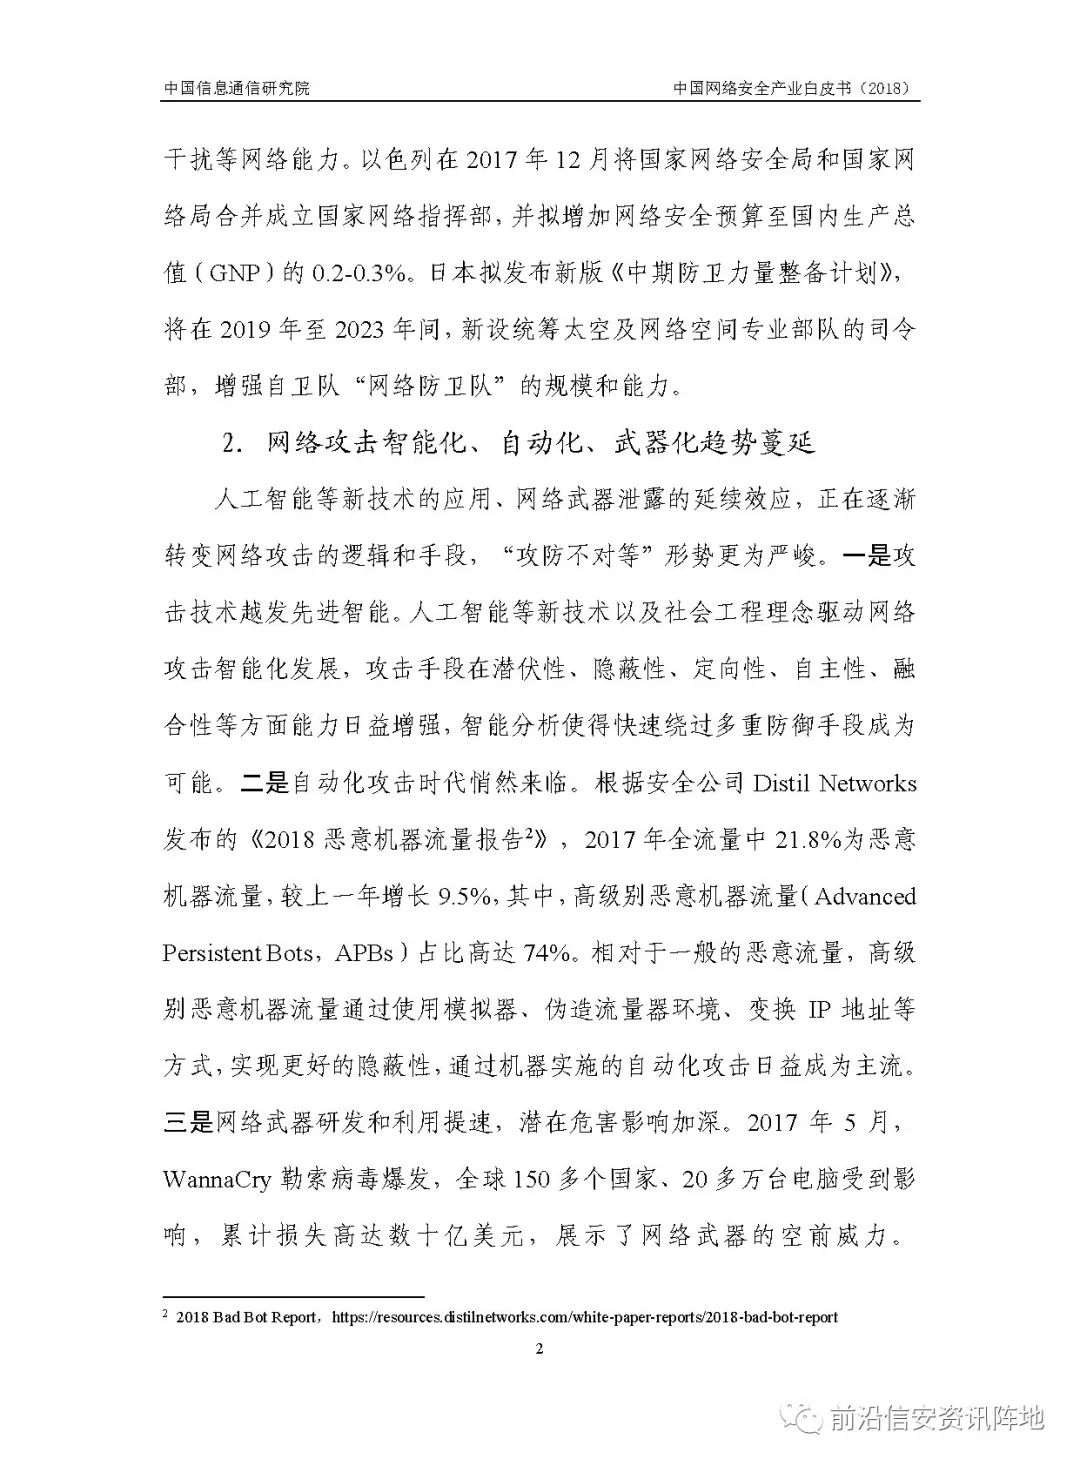 中国信息通信研究院 中国网络安全产业白皮书（2018）
干扰等网络能力。以色列在 2017 年 12 月将国家网络安全局和国家网
络局合并成立国家网络指挥部，并拟增加网络安全预算至国内生产总
值（GNP）的 0.2-0.3%。日本拟发布新版《中期防卫力量整备计划》，
将在 2019 年至 2023 年间，新设统筹太空及网络空间专业部队的司令
部，增强自卫队“网络防卫队”的规模和能力。
2. 网络攻击智能化、自动化、武器化趋势蔓延
人工智能等新技术的应用、网络武器泄露的延续效应，正在逐渐
转变网络攻击的逻辑和手段，“攻防不对等”形势更为严峻。一是攻
击技术越发先进智能。人工智能等新技术以及社会工程理念驱动网络
攻击智能化发展，攻击手段在潜伏性、隐蔽性、定向性、自主性、融
合性等方面能力日益增强，智能分析使得快速绕过多重防御手段成为
可能。二是自动化攻击时代悄然来临。根据安全公司 Distil Networks
发布的《2018 恶意机器流量报告²》，2017 年全流量中 21.8%为恶意
机器流量，较上一年增长 9.5%，其中，高级别恶意机器流量（Advanced
Persistent Bots，APBs）占比高达 74%。相对于一般的恶意流量，高级
别恶意机器流量通过使用模拟器、伪造流量器环境、变换 IP 地址等
方式，实现更好的隐蔽性，通过机器实施的自动化攻击日益成为主流。
三是网络武器研发和利用提速，潜在危害影响加深。2017 年 5 月，
WannaCry 勒索病毒爆发，全球 150 多个国家、20 多万台电脑受到影
响，累计损失高达数十亿美元，展示了网络武器的空前威力。
² 2018 Bad Bot Report，https://resources.distilnetworks.com/white-paper-reports/2018-bad-bot-report
2
前沿信安资讯阵地